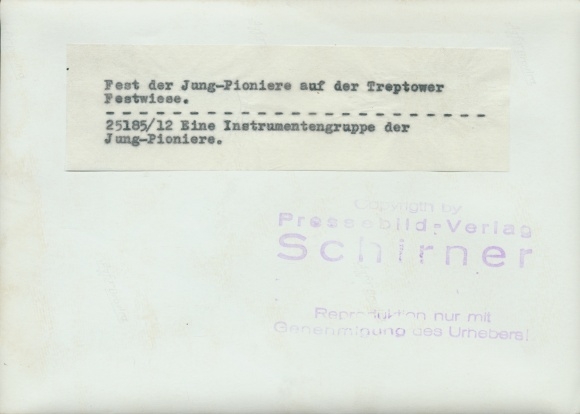 Fest der Jung-Pioniere auf der Treptower
Festwiese.
25185/12 Eine Instrumentengruppe der
Jung-Pioniere.
Copyrigth by
Pressebild-Verlag
Schirner
Reproduktion nur mit
Genehmigung des Urhebers!